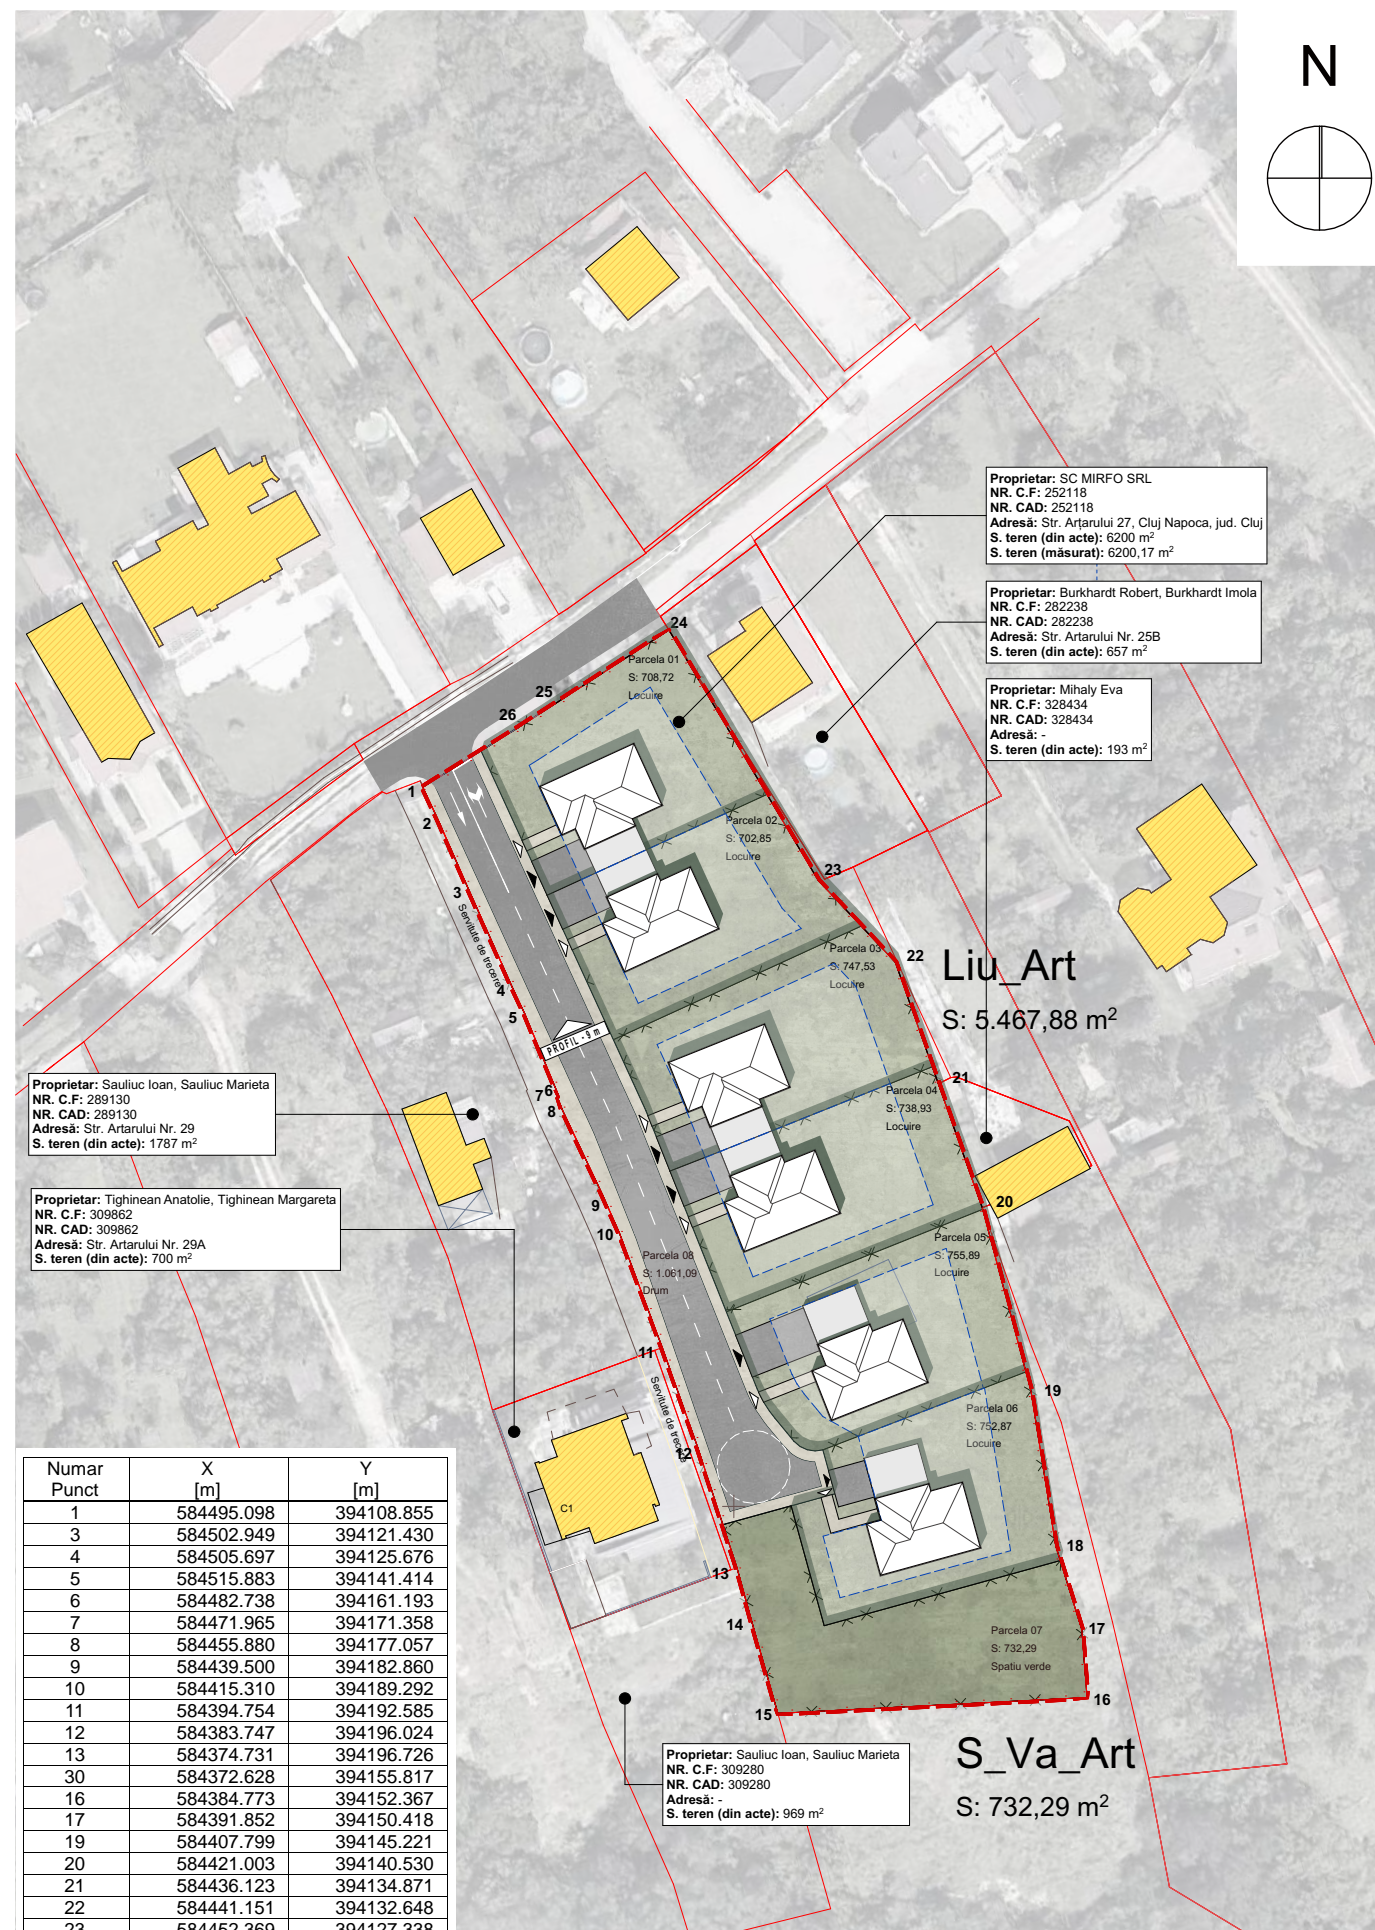 N
Proprietar: SC MIRFO SRL
NR. C.F: 252118
NR. CAD: 252118
Adresă: Str. Arțarului 27, Cluj Napoca, jud. Cluj
S. teren (din acte): 6200 m²
S. teren (măsurat): 6200,17 m²
Proprietar: Burkhardt Robert, Burkhardt Imola
NR. C.F: 282238
NR. CAD: 282238
Adresă: Str. Artarului Nr. 25B
S. teren (din acte): 657 m²
Proprietar: Mihaly Eva
NR. C.F: 328434
NR. CAD: 328434
Adresă: -
S. teren (din acte): 193 m²
24
Parcela 01
S: 708,72
Locuire
25
26
1
2
Parcela 02
S: 702,85
Locuire
23
3
Servitute de trecere
Parcela 03
S: 747,53
Locuire
22
Liu_Art
S: 5.467,88 m²
4
5
PROFIL - 9 m
21
6
7
8
Parcela 04
S: 738,93
Locuire
Proprietar: Sauliuc Ioan, Sauliuc Marieta
NR. C.F: 289130
NR. CAD: 289130
Adresă: Str. Artarului Nr. 29
S. teren (din acte): 1787 m²
Proprietar: Tighinean Anatolie, Tighinean Margareta
NR. C.F: 309862
NR. CAD: 309862
Adresă: Str. Artarului Nr. 29A
S. teren (din acte): 700 m²
20
9
10
Parcela 05
S: 755,89
Locuire
Parcela 08
S: 1.061,09
Drum
11
Servitute de trecere
19
Parcela 06
S: 752,87
Locuire
12
C1
18
13
14
17
Parcela 07
S: 732,29
Spatiu verde
16
15
S_Va_Art
S: 732,29 m²
Proprietar: Sauliuc Ioan, Sauliuc Marieta
NR. C.F: 309280
NR. CAD: 309280
Adresă: -
S. teren (din acte): 969 m²
Numar Punct X [m] Y [m]
1 584495.098 394108.855
3 584502.949 394121.430
4 584505.697 394125.676
5 584515.883 394141.414
6 584482.738 394161.193
7 584471.965 394171.358
8 584455.880 394177.057
9 584439.500 394182.860
10 584415.310 394189.292
11 584394.754 394192.585
12 584383.747 394196.024
13 584374.731 394196.726
30 584372.628 394155.817
16 584384.773 394152.367
17 584391.852 394150.418
19 584407.799 394145.221
20 584421.003 394140.530
21 584436.123 394134.871
22 584441.151 394132.648
23 584452.369 394127.338